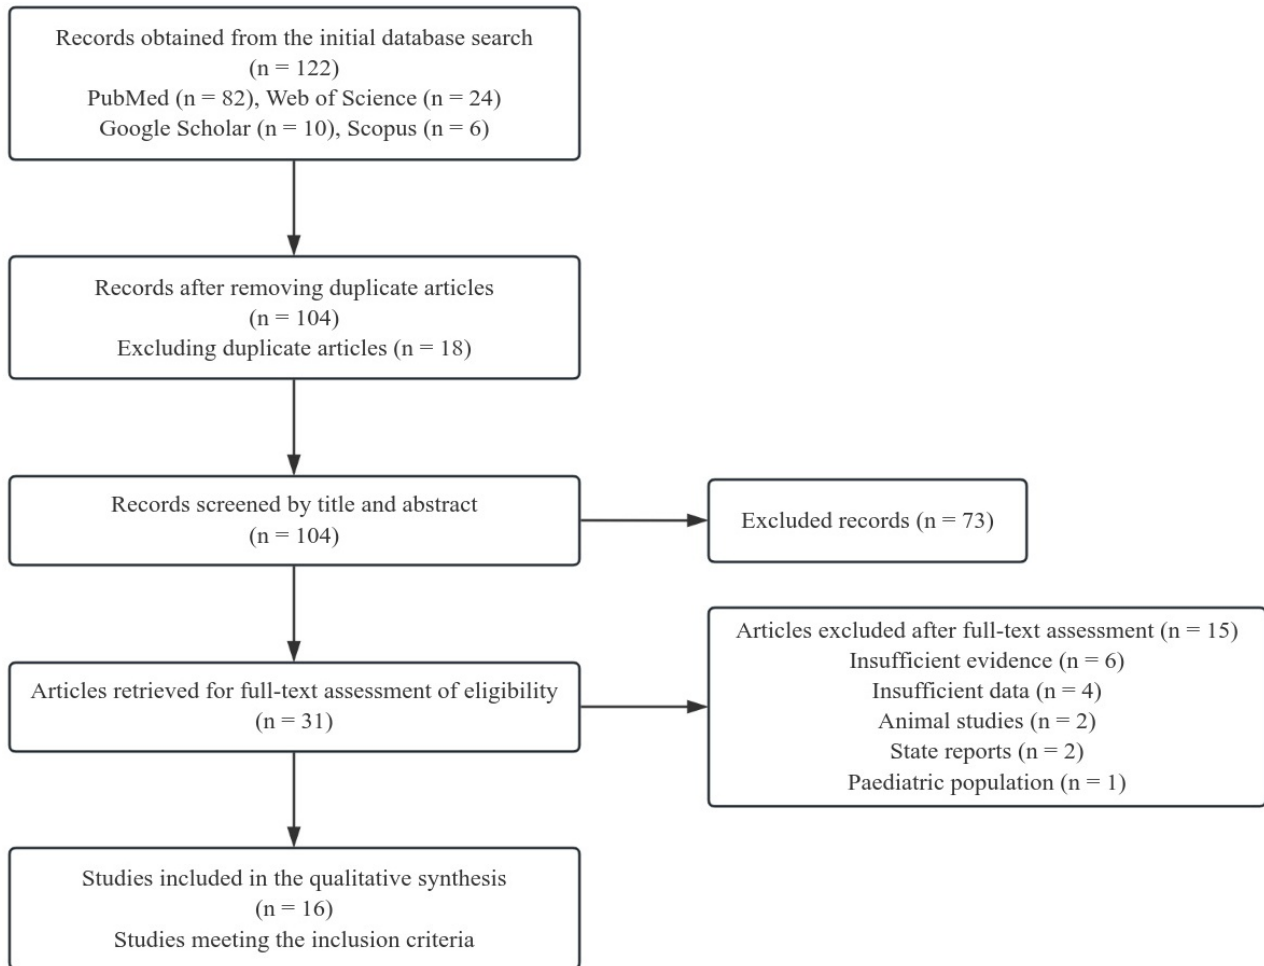 Records obtained from the initial database search
(n = 122)
PubMed (n = 82), Web of Science (n = 24)
Google Scholar (n = 10), Scopus (n = 6)
Records after removing duplicate articles
(n = 104)
Excluding duplicate articles (n = 18)
Records screened by title and abstract
(n = 104)
Excluded records (n = 73)
Articles retrieved for full-text assessment of eligibility
(n = 31)
Articles excluded after full-text assessment (n = 15)
Insufficient evidence (n = 6)
Insufficient data (n = 4)
Animal studies (n = 2)
State reports (n = 2)
Paediatric population (n = 1)
Studies included in the qualitative synthesis
(n = 16)
Studies meeting the inclusion criteria